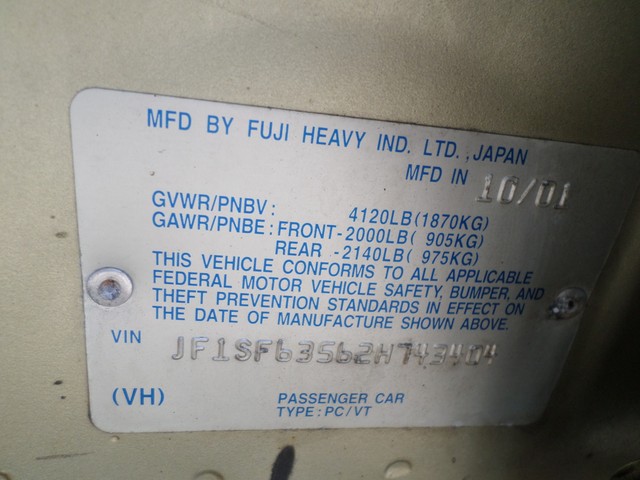 MFD BY FUJI HEAVY IND. LTD., JAPAN
MFD IN 10/01
GVWR/PNBV: 4120LB(1870KG)
GAWR/PNBE: FRONT-2000LB( 905KG)
REAR -2140LB( 975KG)
THIS VEHICLE CONFORMS TO ALL APPLICABLE
FEDERAL MOTOR VEHICLE SAFETY, BUMPER, AND
THEFT PREVENTION STANDARDS IN EFFECT ON
THE DATE OF MANUFACTURE SHOWN ABOVE.
VIN JF1SF63562H743404
(VH) PASSENGER CAR
TYPE: PC/VT